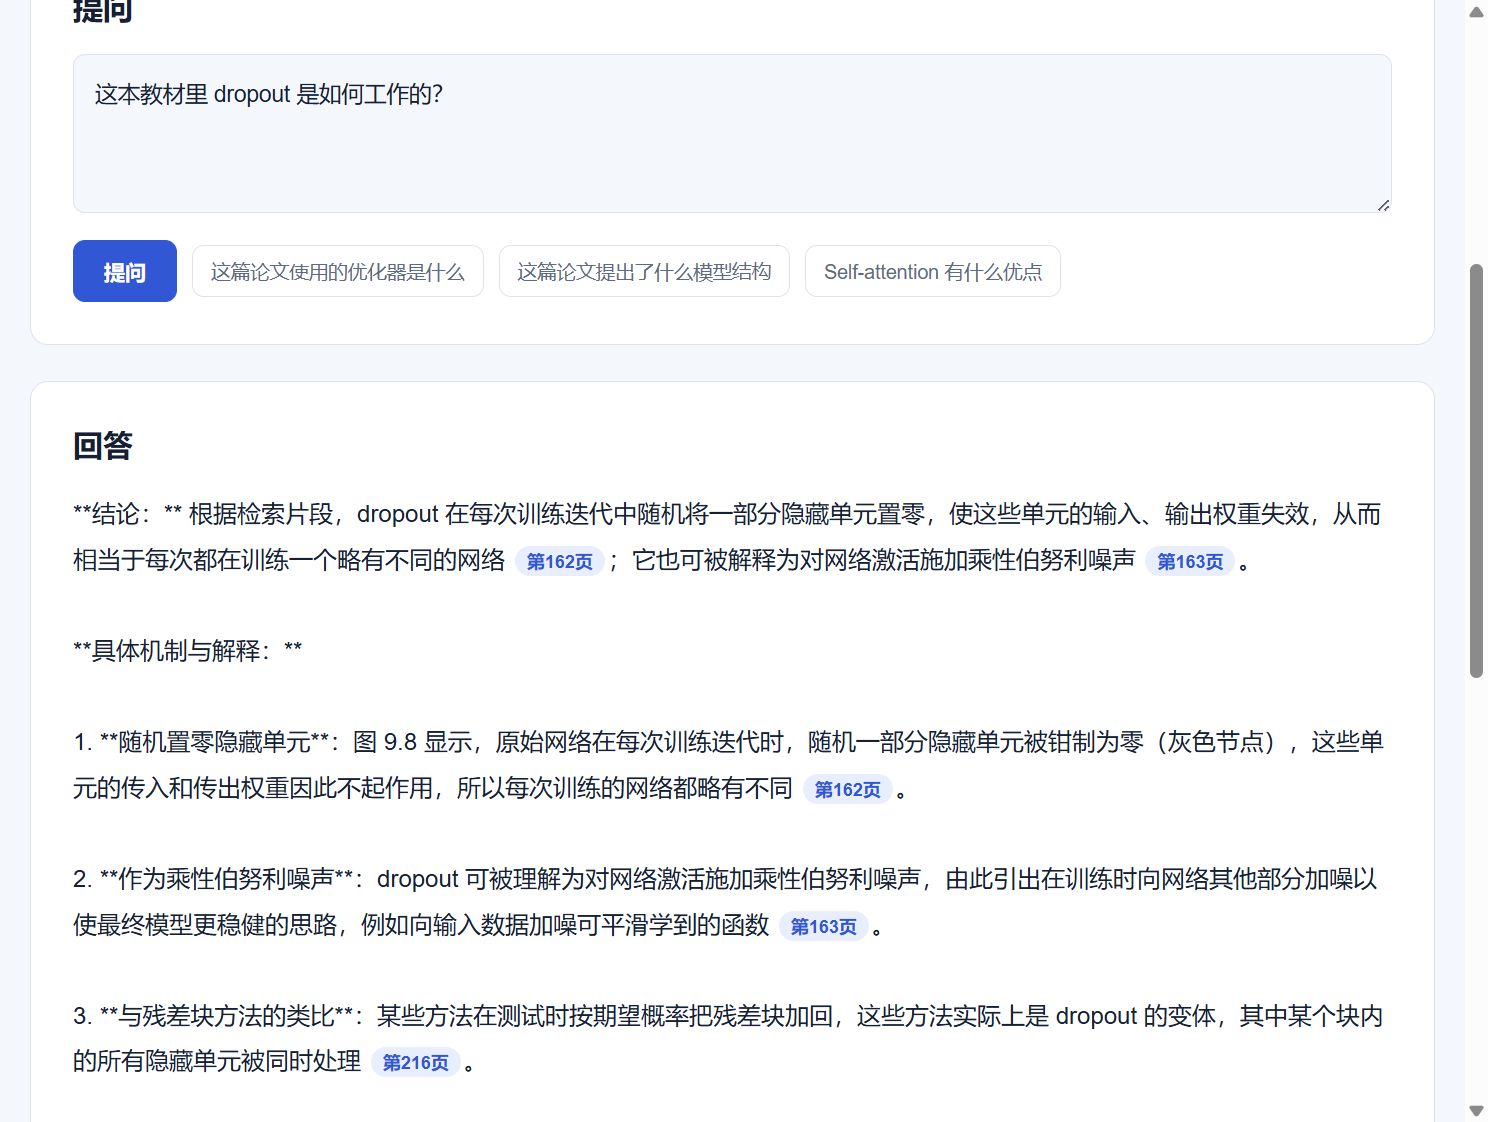 提问
这本教材里 dropout 是如何工作的？
提问
这篇论文使用的优化器是什么
这篇论文提出了什么模型结构
Self-attention 有什么优点
回答
**结论：** 根据检索片段，dropout 在每次训练迭代中随机将一部分隐藏单元置零，使这些单元的输入、输出权重失效，从而
相当于每次都在训练一个略有不同的网络 第162页 ；它也可被解释为对网络激活施加乘性伯努利噪声 第163页 。
**具体机制与解释：**
1. **随机置零隐藏单元**：图 9.8 显示，原始网络在每次训练迭代时，随机一部分隐藏单元被钳制为零（灰色节点），这些单
元的传入和传出权重因此不起作用，所以每次训练的网络都略有不同 第162页 。
2. **作为乘性伯努利噪声**：dropout 可被理解为对网络激活施加乘性伯努利噪声，由此引出在训练时向网络其他部分加噪以
使最终模型更稳健的思路，例如向输入数据加噪可平滑学到的函数 第163页 。
3. **与残差块方法的类比**：某些方法在测试时按期望概率把残差块加回，这些方法实际上是 dropout 的变体，其中某个块内
的所有隐藏单元被同时处理 第216页 。